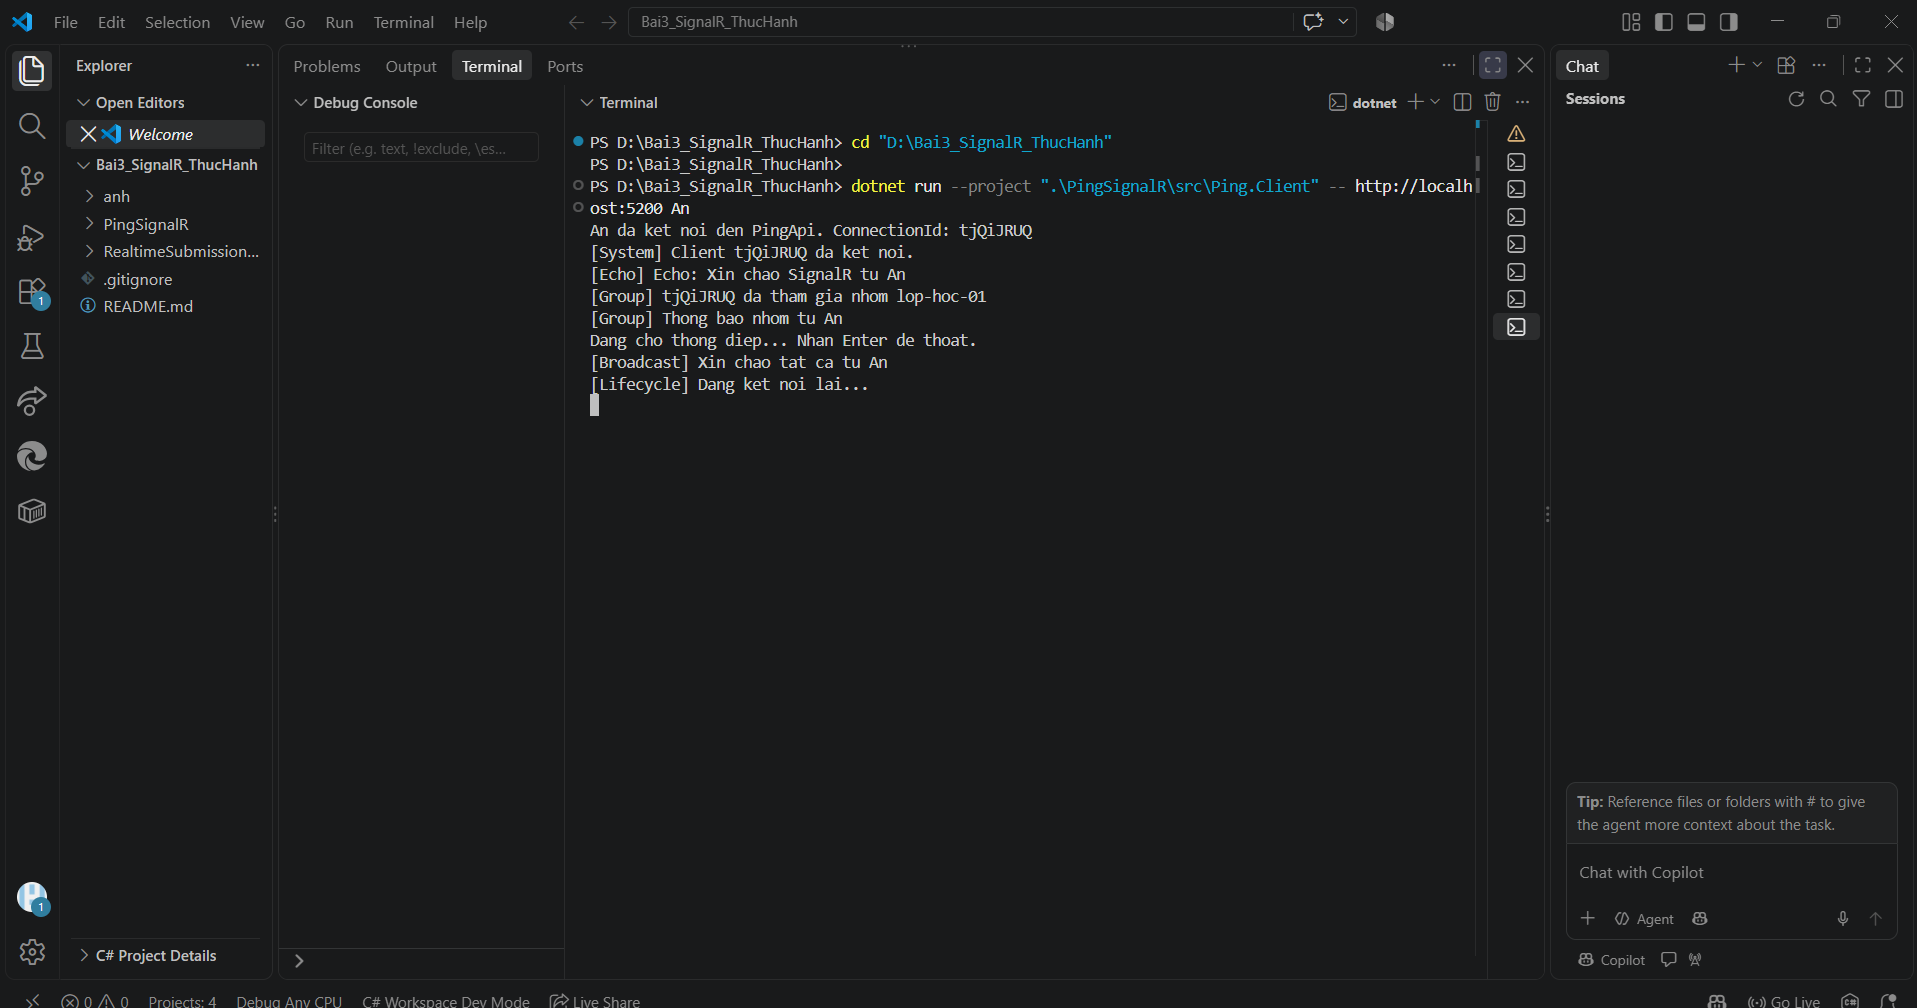 File Edit Selection View Go Run Terminal Help
Bai3_SignalR_ThucHanh
Explorer
Open Editors
Welcome
Bai3_SignalR_ThucHanh
anh
PingSignalR
RealtimeSubmission...
.gitignore
README.md
1
1
C# Project Details
Problems Output Terminal Ports
Debug Console
Filter (e.g. text, !exclude, \es...
Terminal
dotnet
PS D:\Bai3_SignalR_ThucHanh> cd "D:\Bai3_SignalR_ThucHanh"
PS D:\Bai3_SignalR_ThucHanh>
PS D:\Bai3_SignalR_ThucHanh> dotnet run --project ".\PingSignalR\src\Ping.Client" -- http://localh
ost:5200 An
An da ket noi den PingApi. ConnectionId: tjQiJRUQ
[System] Client tjQiJRUQ da ket noi.
[Echo] Echo: Xin chao SignalR tu An
[Group] tjQiJRUQ da tham gia nhom lop-hoc-01
[Group] Thong bao nhom tu An
Dang cho thong diep... Nhan Enter de thoat.
[Broadcast] Xin chao tat ca tu An
[Lifecycle] Dang ket noi lai...
Chat
Sessions
Tip: Reference files or folders with # to give
the agent more context about the task.
Chat with Copilot
Agent
Copilot
0 0 Projects: 4 Debug Any CPU C# Workspace Dev Mode Live Share
Go Live